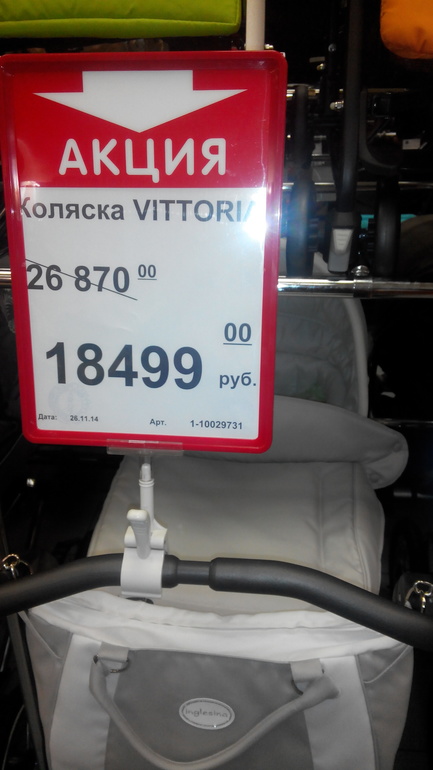 АКЦИЯ
Коляска VITTORIA
26 870 00
18499 00 руб.
Дата: 26.11.14 Арт. 1-10029731
inglesina